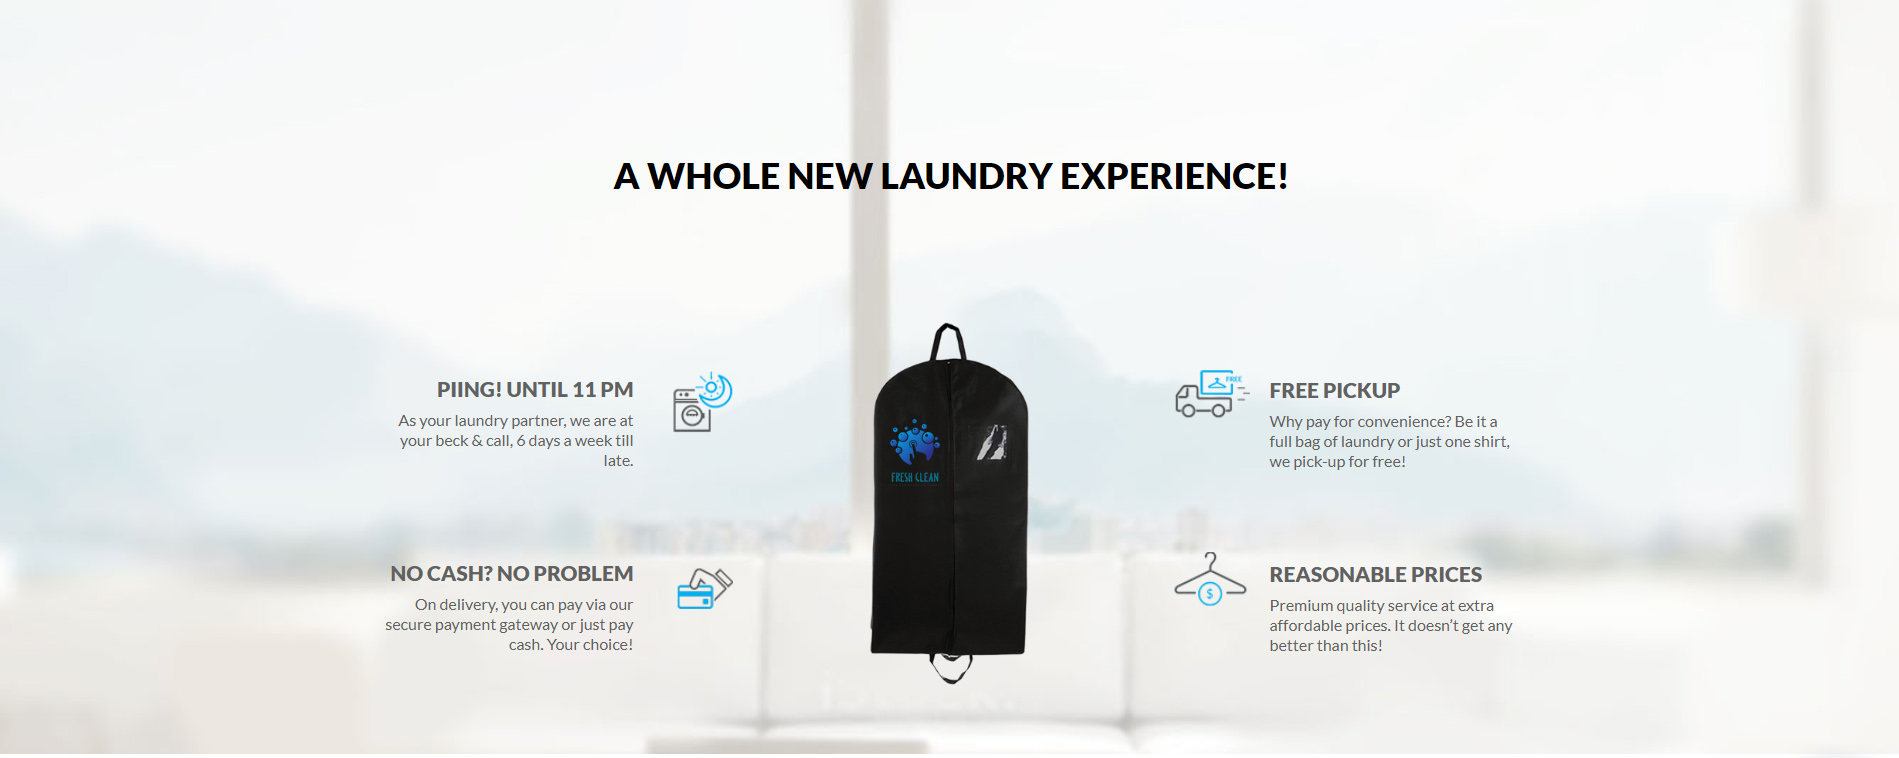 A WHOLE NEW LAUNDRY EXPERIENCE!
PIING! UNTIL 11 PM
As your laundry partner, we are at
your beck & call, 6 days a week till
late.
NO CASH? NO PROBLEM
On delivery, you can pay via our
secure payment gateway or just pay
cash. Your choice!
FRESH CLEAN
FREE
FREE PICKUP
Why pay for convenience? Be it a
full bag of laundry or just one shirt,
we pick-up for free!
$
REASONABLE PRICES
Premium quality service at extra
affordable prices. It doesn’t get any
better than this!